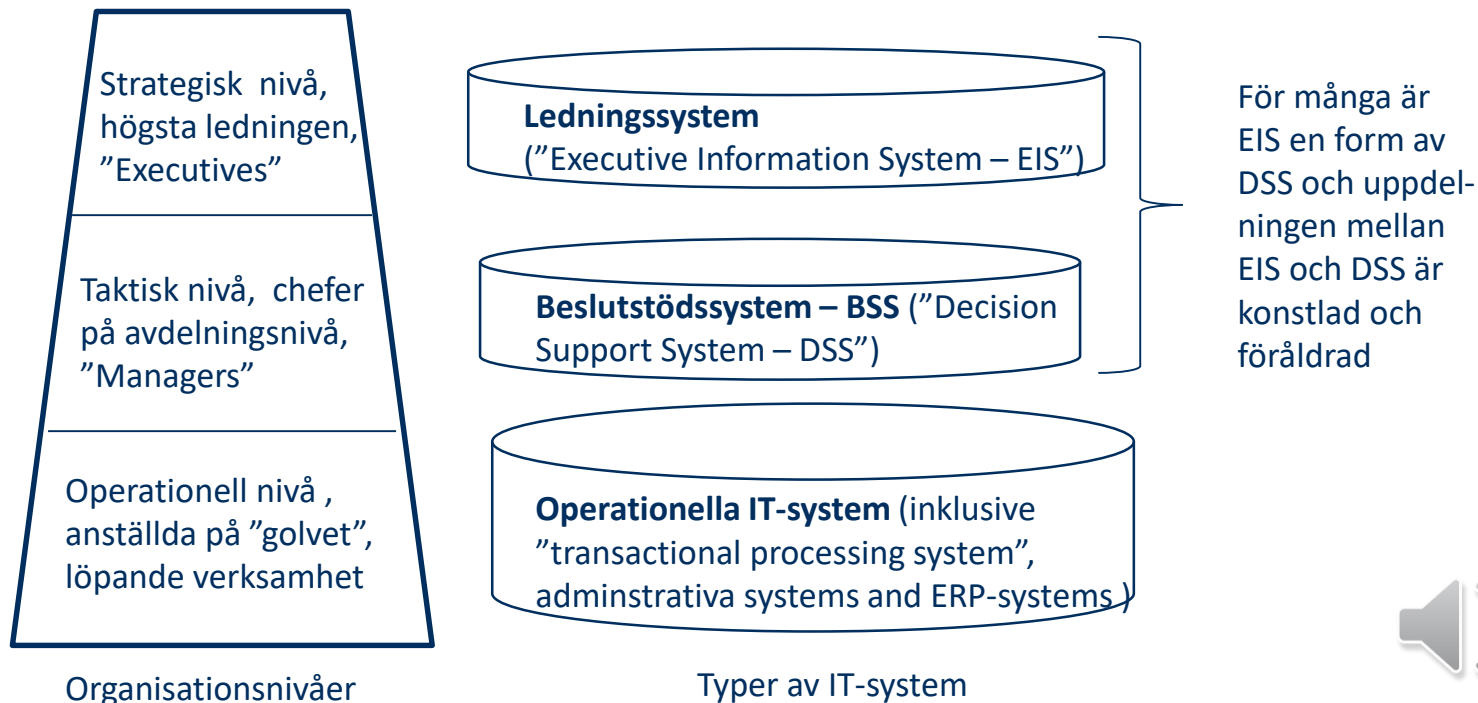 Strategisk  nivå,
högsta ledningen,
”Executives”
Taktisk nivå,  chefer
på avdelningsnivå,
”Managers”
Operationell nivå ,
anställda på ”golvet”,
löpande verksamhet
Organisationsnivåer
Ledningssystem
(”Executive Information System – EIS”)
Beslutstödssystem – BSS (”Decision
Support System – DSS”)
Operationella IT-system (inklusive
”transactional processing system”,
adminstrativa systems and ERP-systems )
Typer av IT-system
För många är
EIS en form av
DSS och uppdel-
ningen mellan
EIS och DSS är
konstlad och
föråldrad